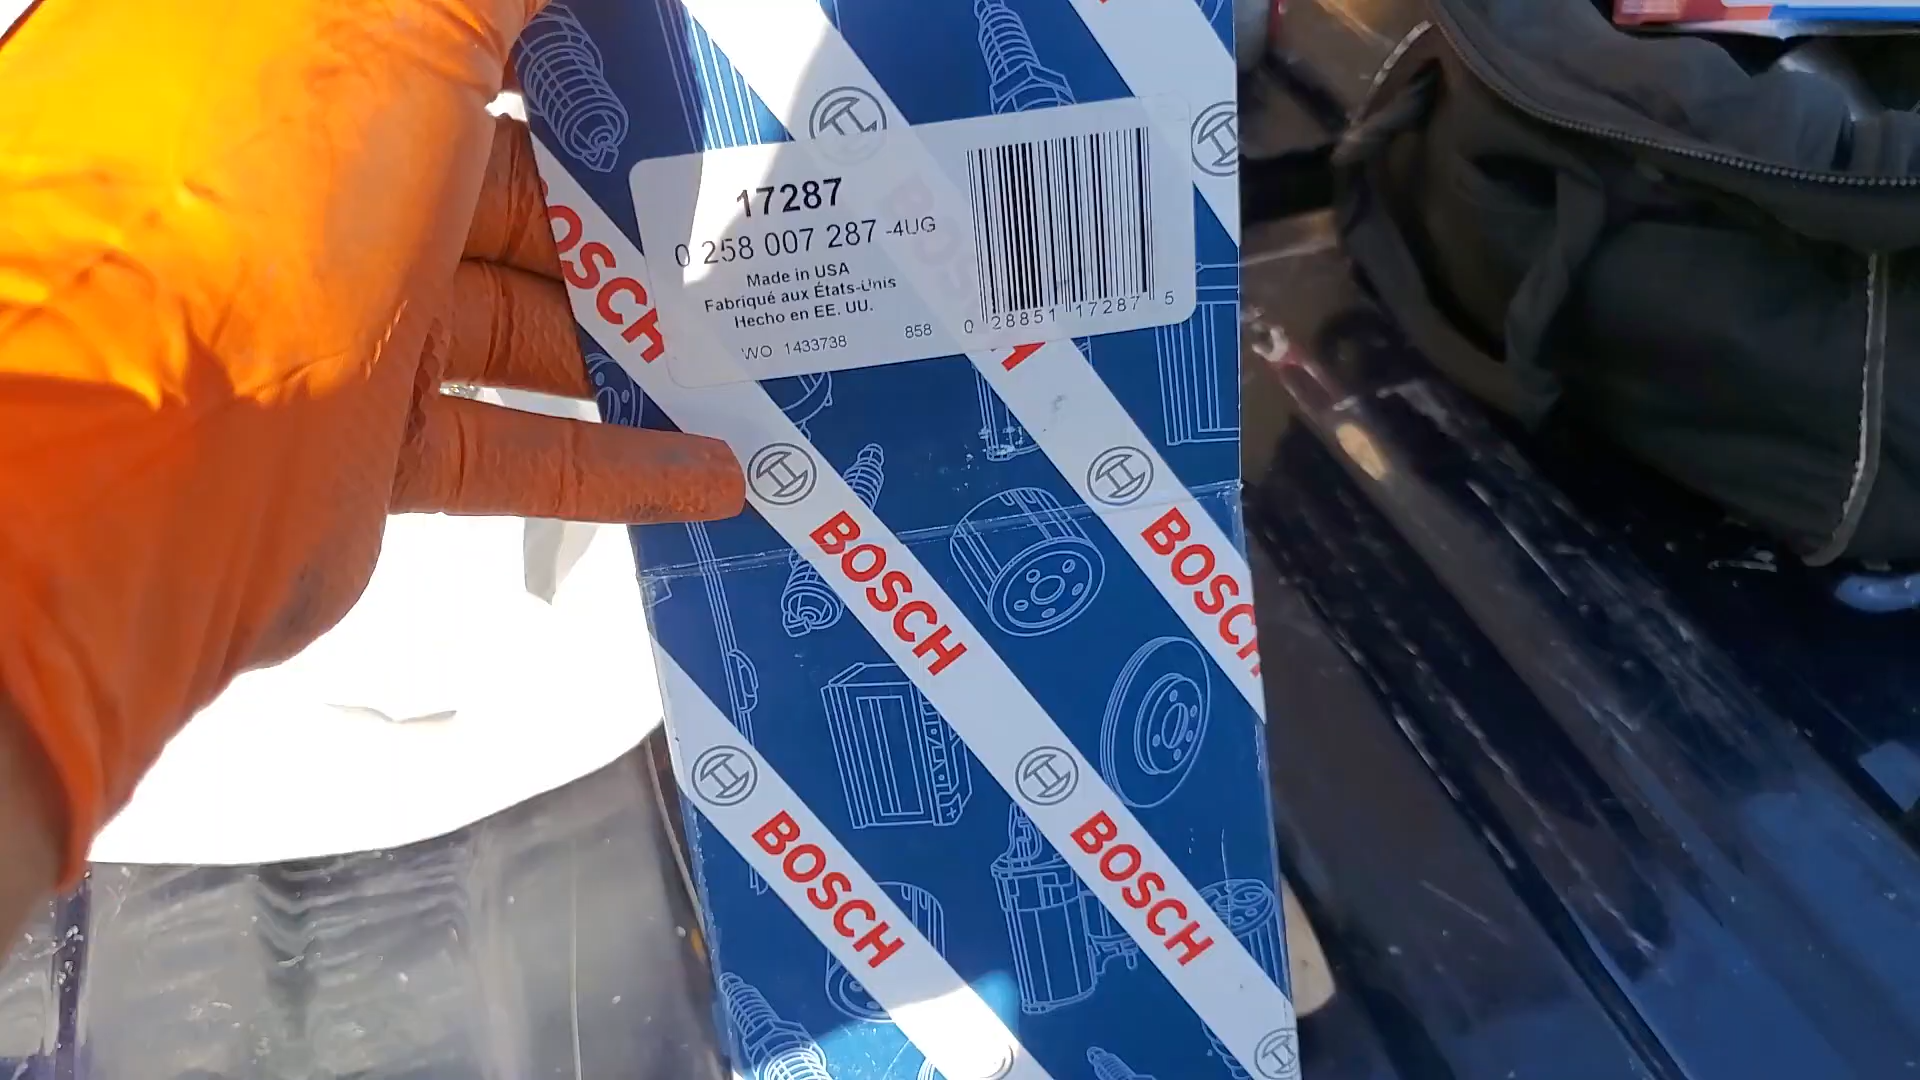 17287
0 258 007 287 -4UG
Made in USA
Fabriqué aux États-Unis
Hecho en EE. UU.
WO 1433738 858
0 28851 17287 5
BOSCH
BOSCH
BOSCH
BOSCH
BOSCH